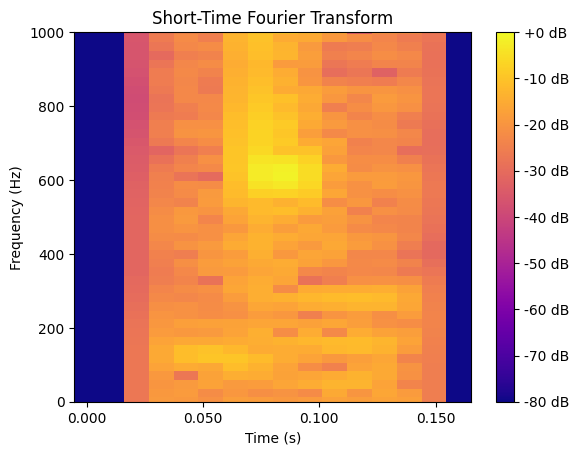 Short-Time Fourier Transform
1000
800
600
400
200
0
Frequency (Hz)
0.000
0.050
0.100
0.150
Time (s)
+0 dB
-10 dB
-20 dB
-30 dB
-40 dB
-50 dB
-60 dB
-70 dB
-80 dB